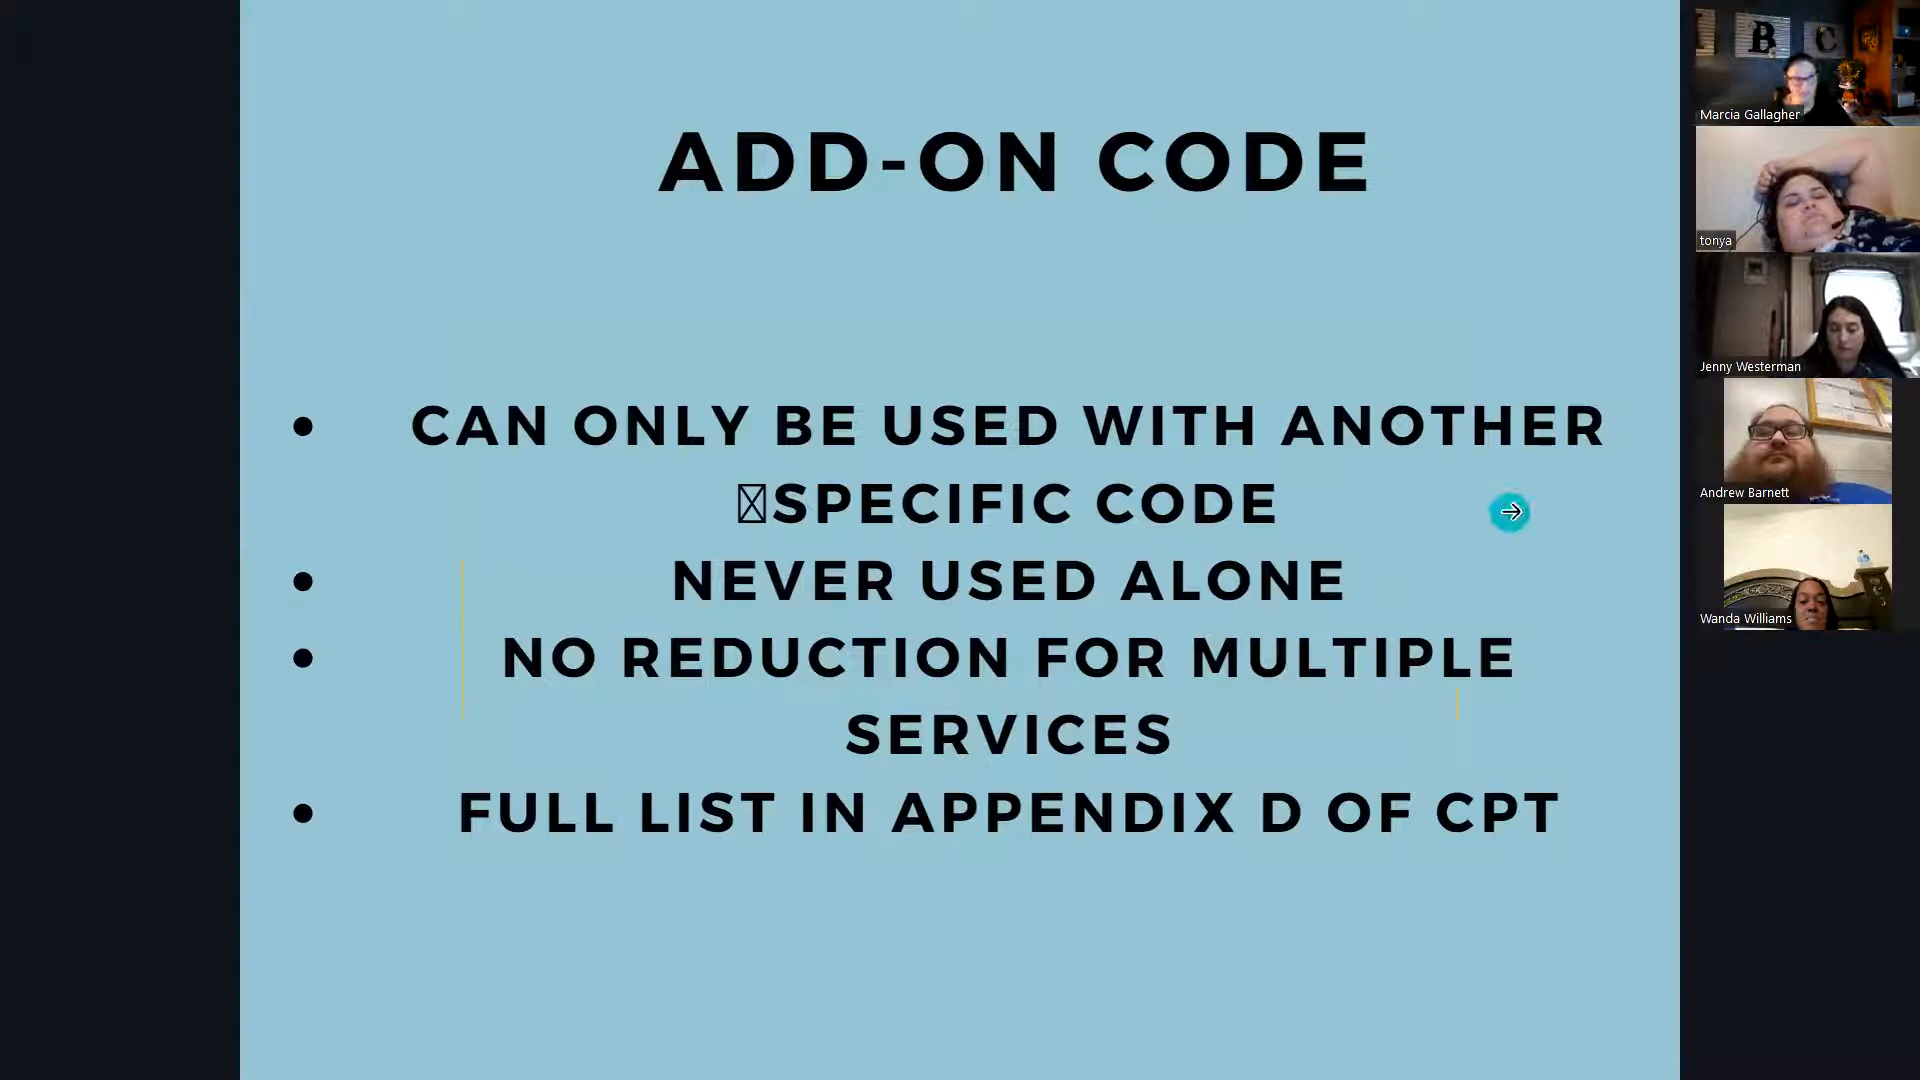 ADD-ON CODE
• CAN ONLY BE USED WITH ANOTHER
SPECIFIC CODE
• NEVER USED ALONE
• NO REDUCTION FOR MULTIPLE
SERVICES
• FULL LIST IN APPENDIX D OF CPT
B C
Marcia Gallagher
tonya
Jenny Westerman
Andrew Barnett
Wanda Williams